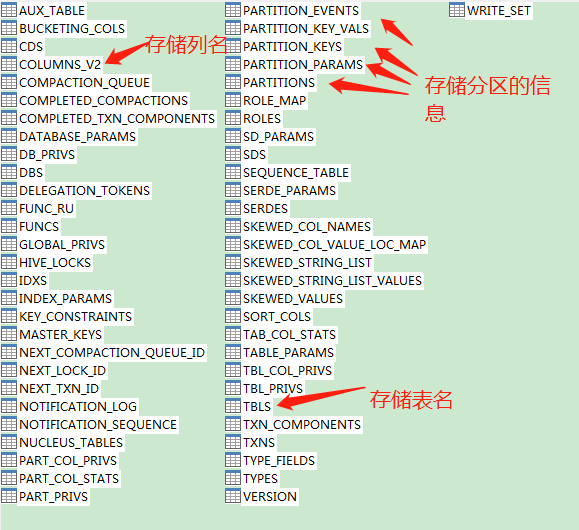 AUX_TABLE
BUCKETING_COLS
CDS
COLUMNS_V2
COMPACTION_QUEUE
COMPLETED_COMPACTIONS
COMPLETED_TXN_COMPONENTS
DATABASE_PARAMS
DB_PRIVS
DBS
DELEGATION_TOKENS
FUNC_RU
FUNCS
GLOBAL_PRIVS
HIVE_LOCKS
IDXS
INDEX_PARAMS
KEY_CONSTRAINTS
MASTER_KEYS
NEXT_COMPACTION_QUEUE_ID
NEXT_LOCK_ID
NEXT_TXN_ID
NOTIFICATION_LOG
NOTIFICATION_SEQUENCE
NUCLEUS_TABLES
PART_COL_PRIVS
PART_COL_STATS
PART_PRIVS
存储列名
PARTITION_EVENTS
PARTITION_KEY_VALS
PARTITION_KEYS
PARTITION_PARAMS
PARTITIONS
ROLE_MAP
ROLES
SD_PARAMS
SDS
SEQUENCE_TABLE
SERDE_PARAMS
SERDES
SKEWED_COL_NAMES
SKEWED_COL_VALUE_LOC_MAP
SKEWED_STRING_LIST
SKEWED_STRING_LIST_VALUES
SKEWED_VALUES
SORT_COLS
TAB_COL_STATS
TABLE_PARAMS
TBL_COL_PRIVS
TBL_PRIVS
TBLS
TXN_COMPONENTS
TXNS
TYPE_FIELDS
TYPES
VERSION
WRITE_SET
存储分区的信
息
存储表名